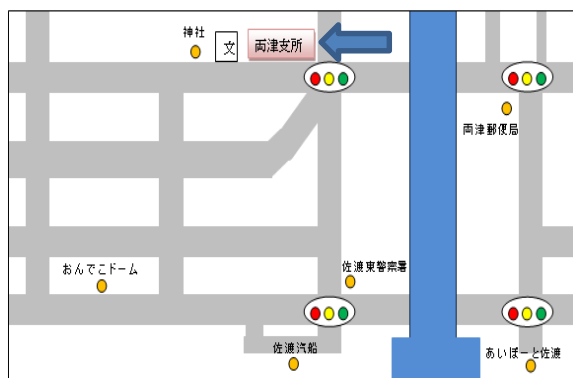 神社
文
両津支所
両津郵便局
佐渡東警察署
おんでこドーム
佐渡汽船
あいぽーと佐渡